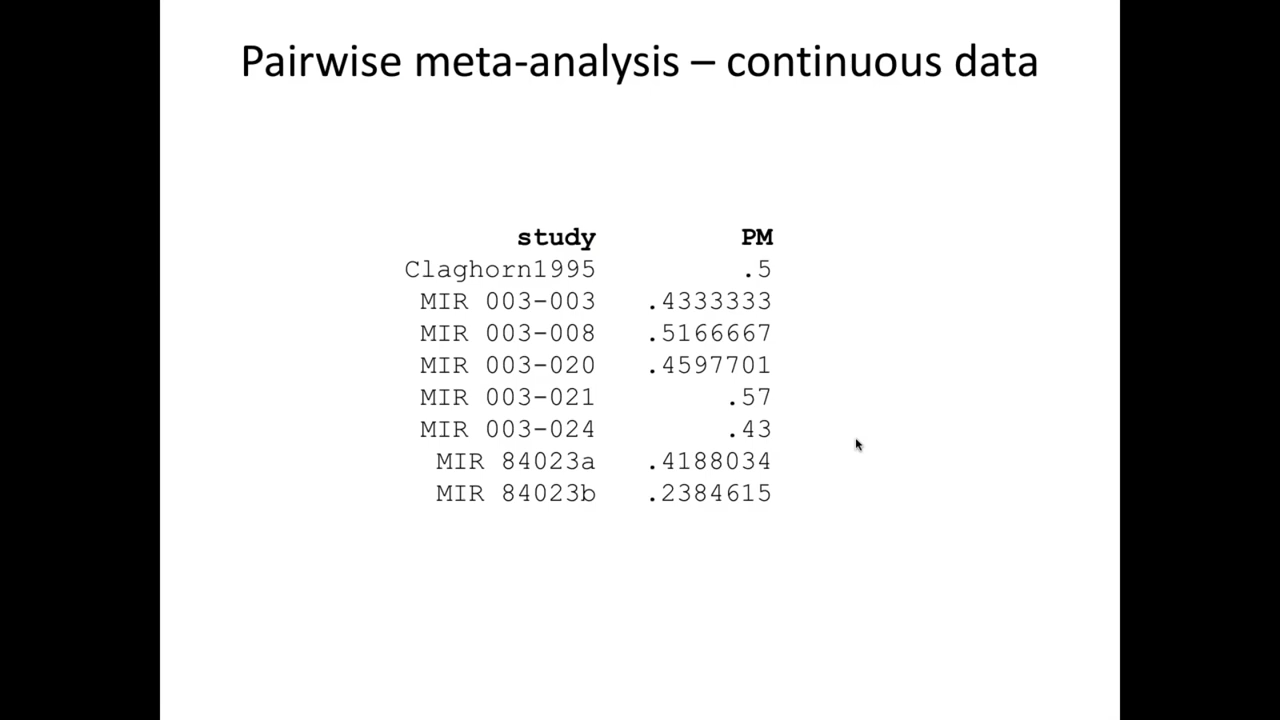 Pairwise meta-analysis – continuous data
study PM
Claghorn1995 .5
MIR 003-003 .4333333
MIR 003-008 .5166667
MIR 003-020 .4597701
MIR 003-021 .57
MIR 003-024 .43
MIR 84023a .4188034
MIR 84023b .2384615